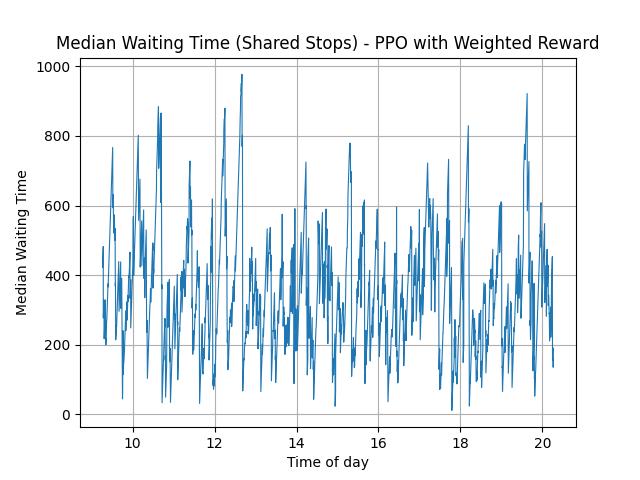 Median Waiting Time (Shared Stops) - PPO with Weighted Reward
1000
800
600
400
200
0
Median Waiting Time
10 12 14 16 18 20
Time of day